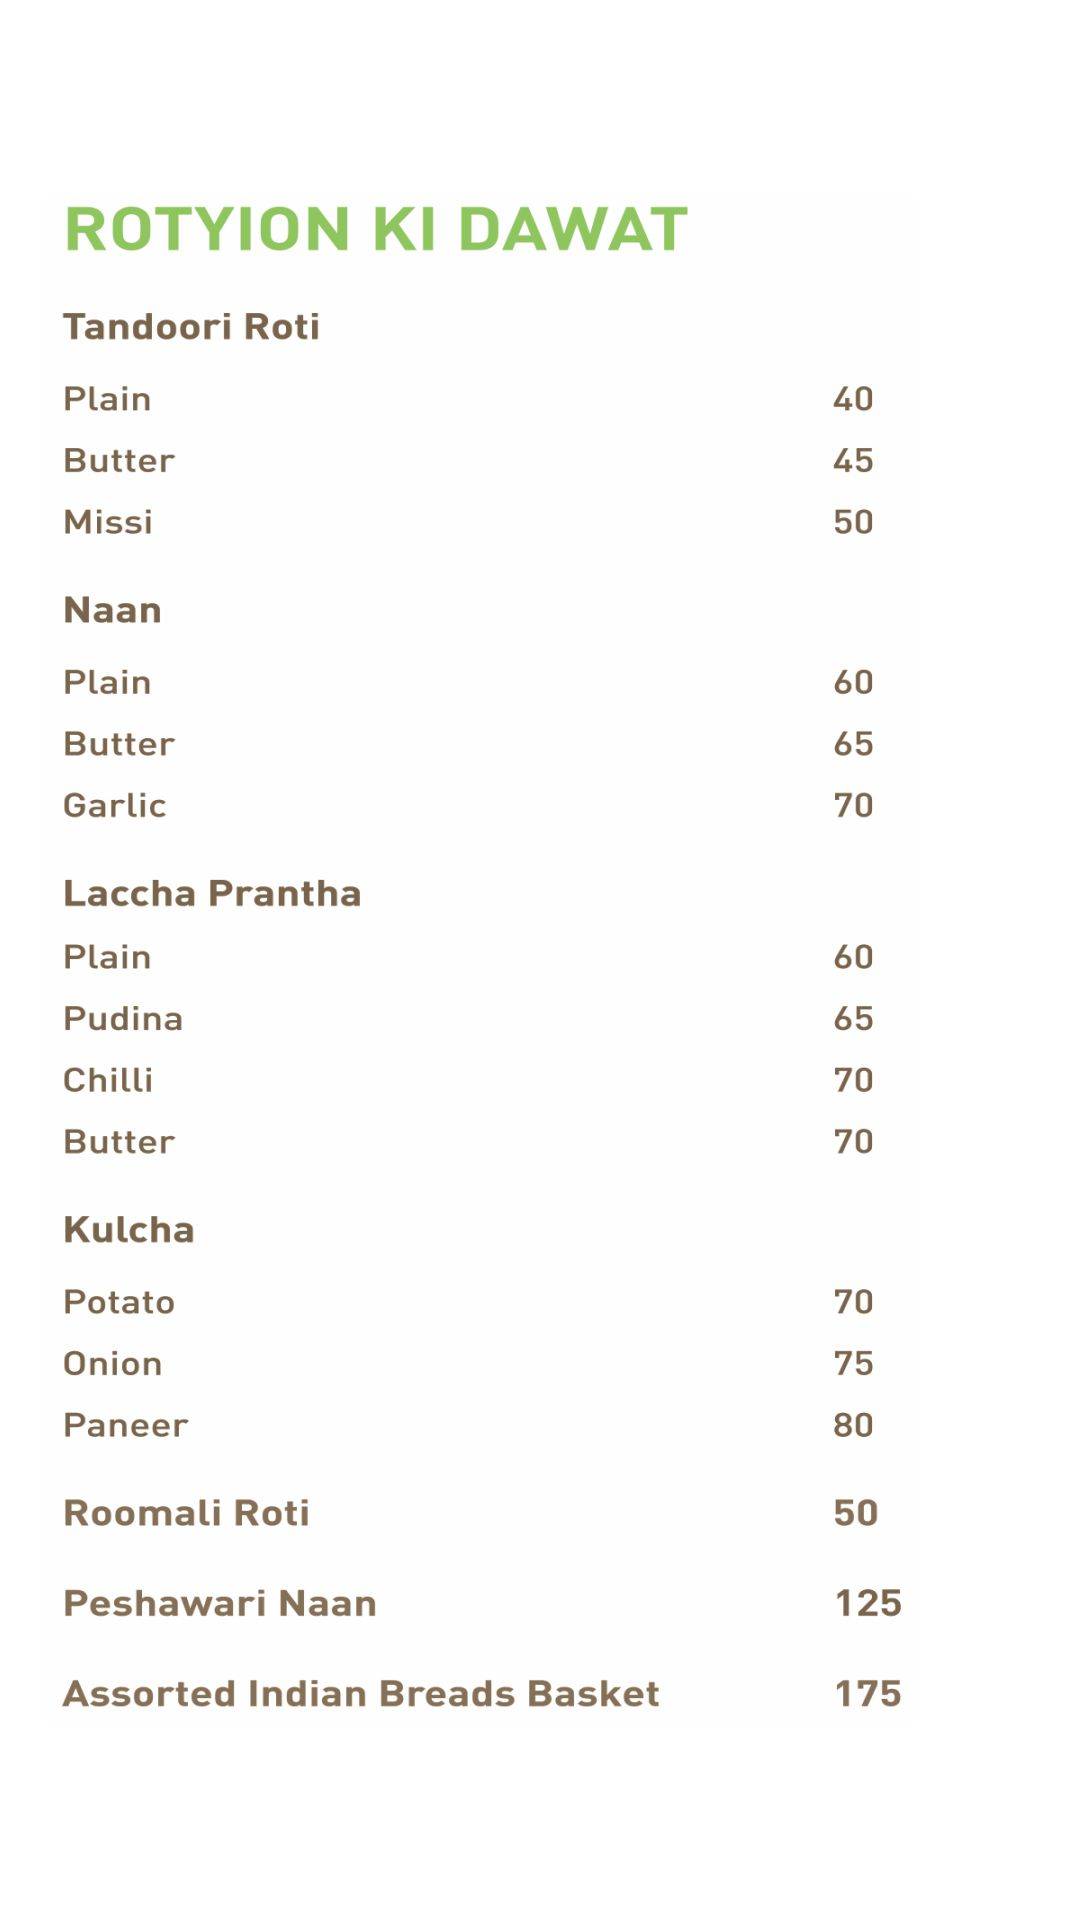 ROTYION KI DAWAT
Tandoori Roti
Plain 40
Butter 45
Missi 50
Naan
Plain 60
Butter 65
Garlic 70
Laccha Prantha
Plain 60
Pudina 65
Chilli 70
Butter 70
Kulcha
Potato 70
Onion 75
Paneer 80
Roomali Roti 50
Peshawari Naan 125
Assorted Indian Breads Basket 175